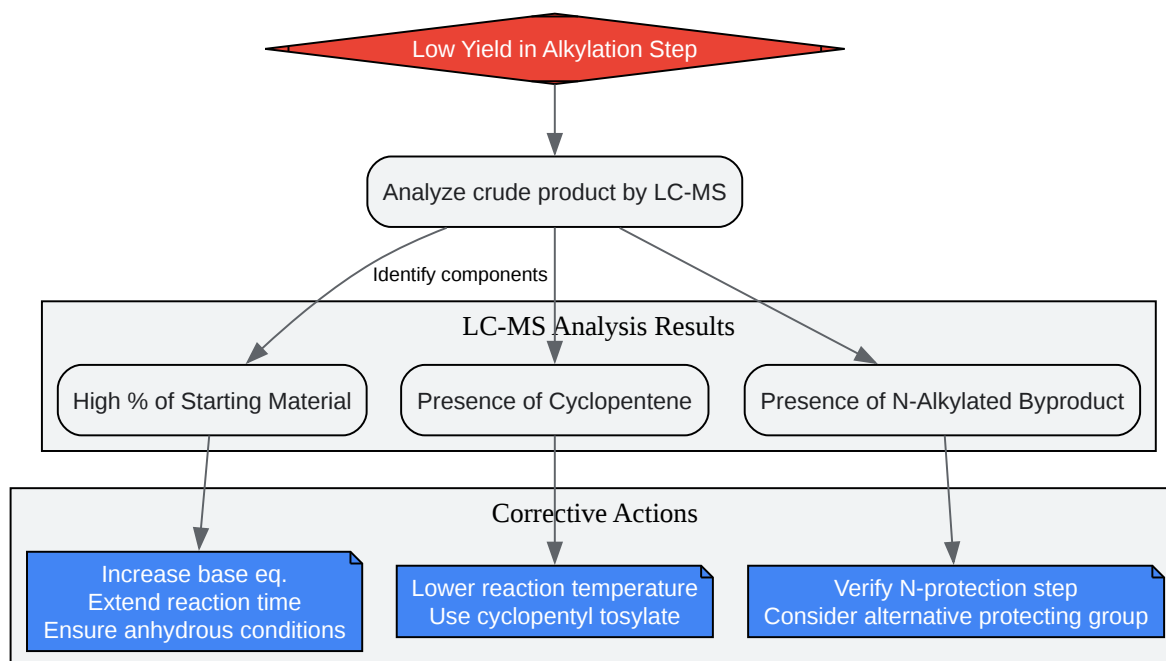 Low Yield in Alkylation Step
Analyze crude product by LC-MS
Identify components
LC-MS Analysis Results
High % of Starting Material
Presence of Cyclopentene
Presence of N-Alkylated Byproduct
Corrective Actions
Increase base eq.
Extend reaction time
Ensure anhydrous conditions
Lower reaction temperature
Use cyclopentyl tosylate
Verify N-protection step
Consider alternative protecting group